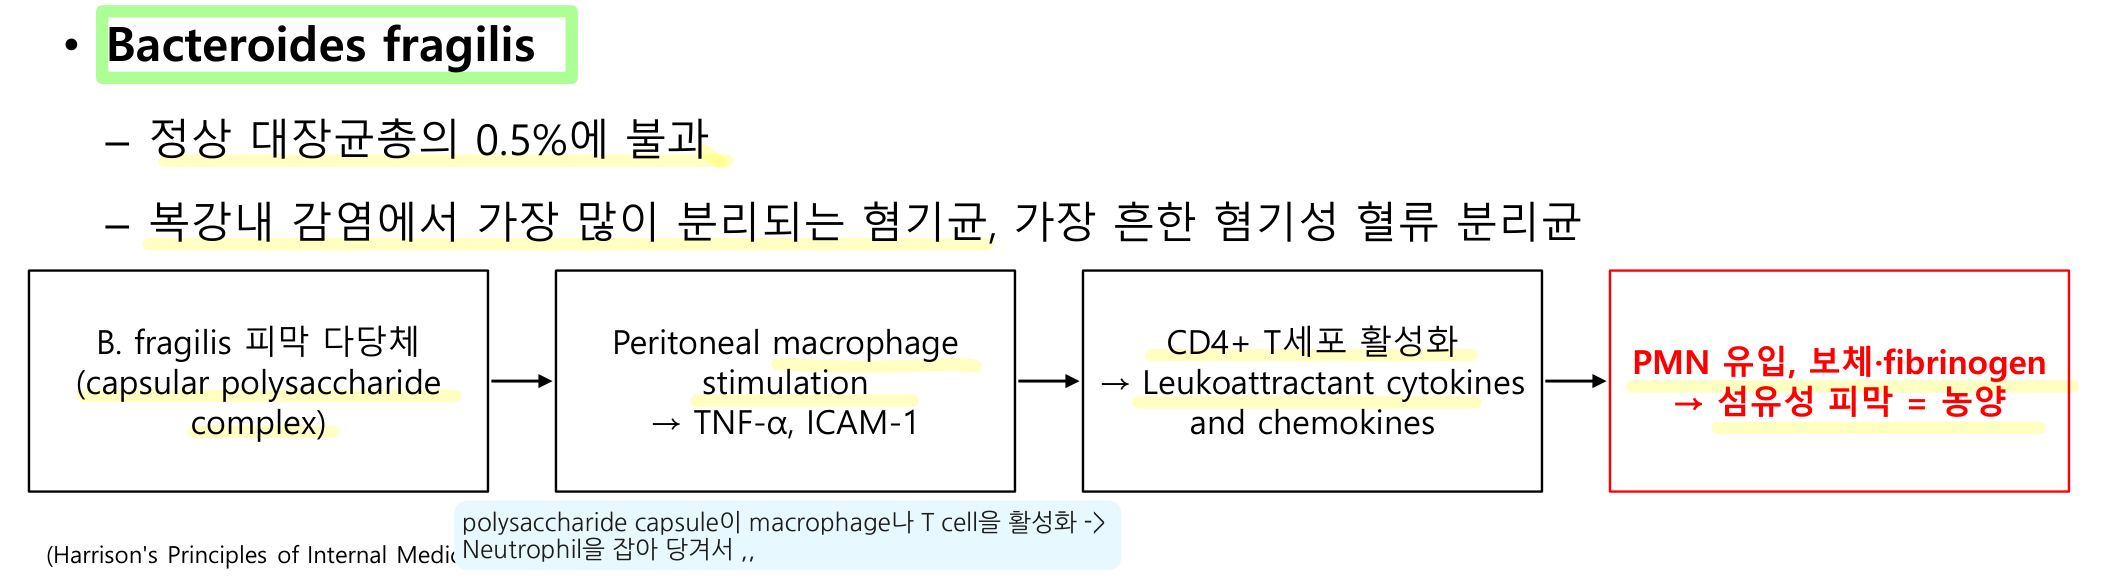 • Bacteroides fragilis
– 정상 대장균총의 0.5%에 불과
– 복강내 감염에서 가장 많이 분리되는 혐기균, 가장 흔한 혐기성 혈류 분리균
B. fragilis 피막 다당체
(capsular polysaccharide
complex)
Peritoneal macrophage
stimulation
→ TNF-α, ICAM-1
CD4+ T세포 활성화
→ Leukoattractant cytokines
and chemokines
PMN 유입, 보체·fibrinogen
→ 섬유성 피막 = 농양
polysaccharide capsule이 macrophage나 T cell을 활성화 ->
Neutrophil을 잡아 당겨서 ,,
(Harrison's Principles of Internal Medic